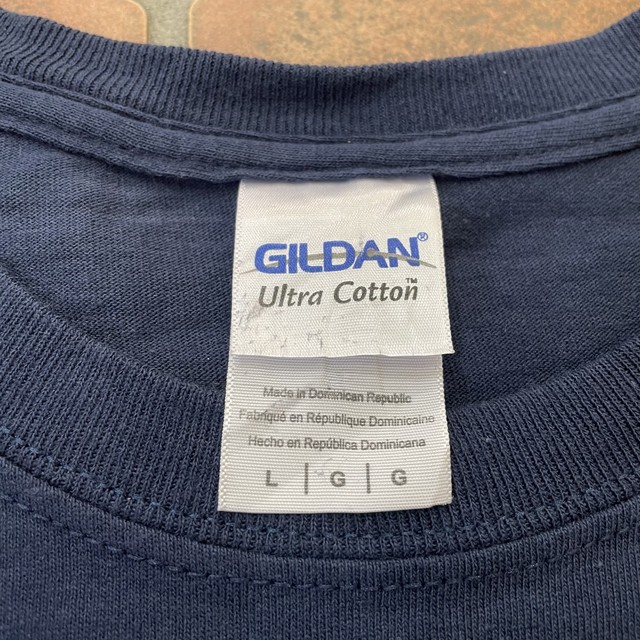 GILDAN®
Ultra Cotton™
Made in Dominican Republic
Fabriqué en République Dominicaine
Hecho en República Dominicana
L | G | G